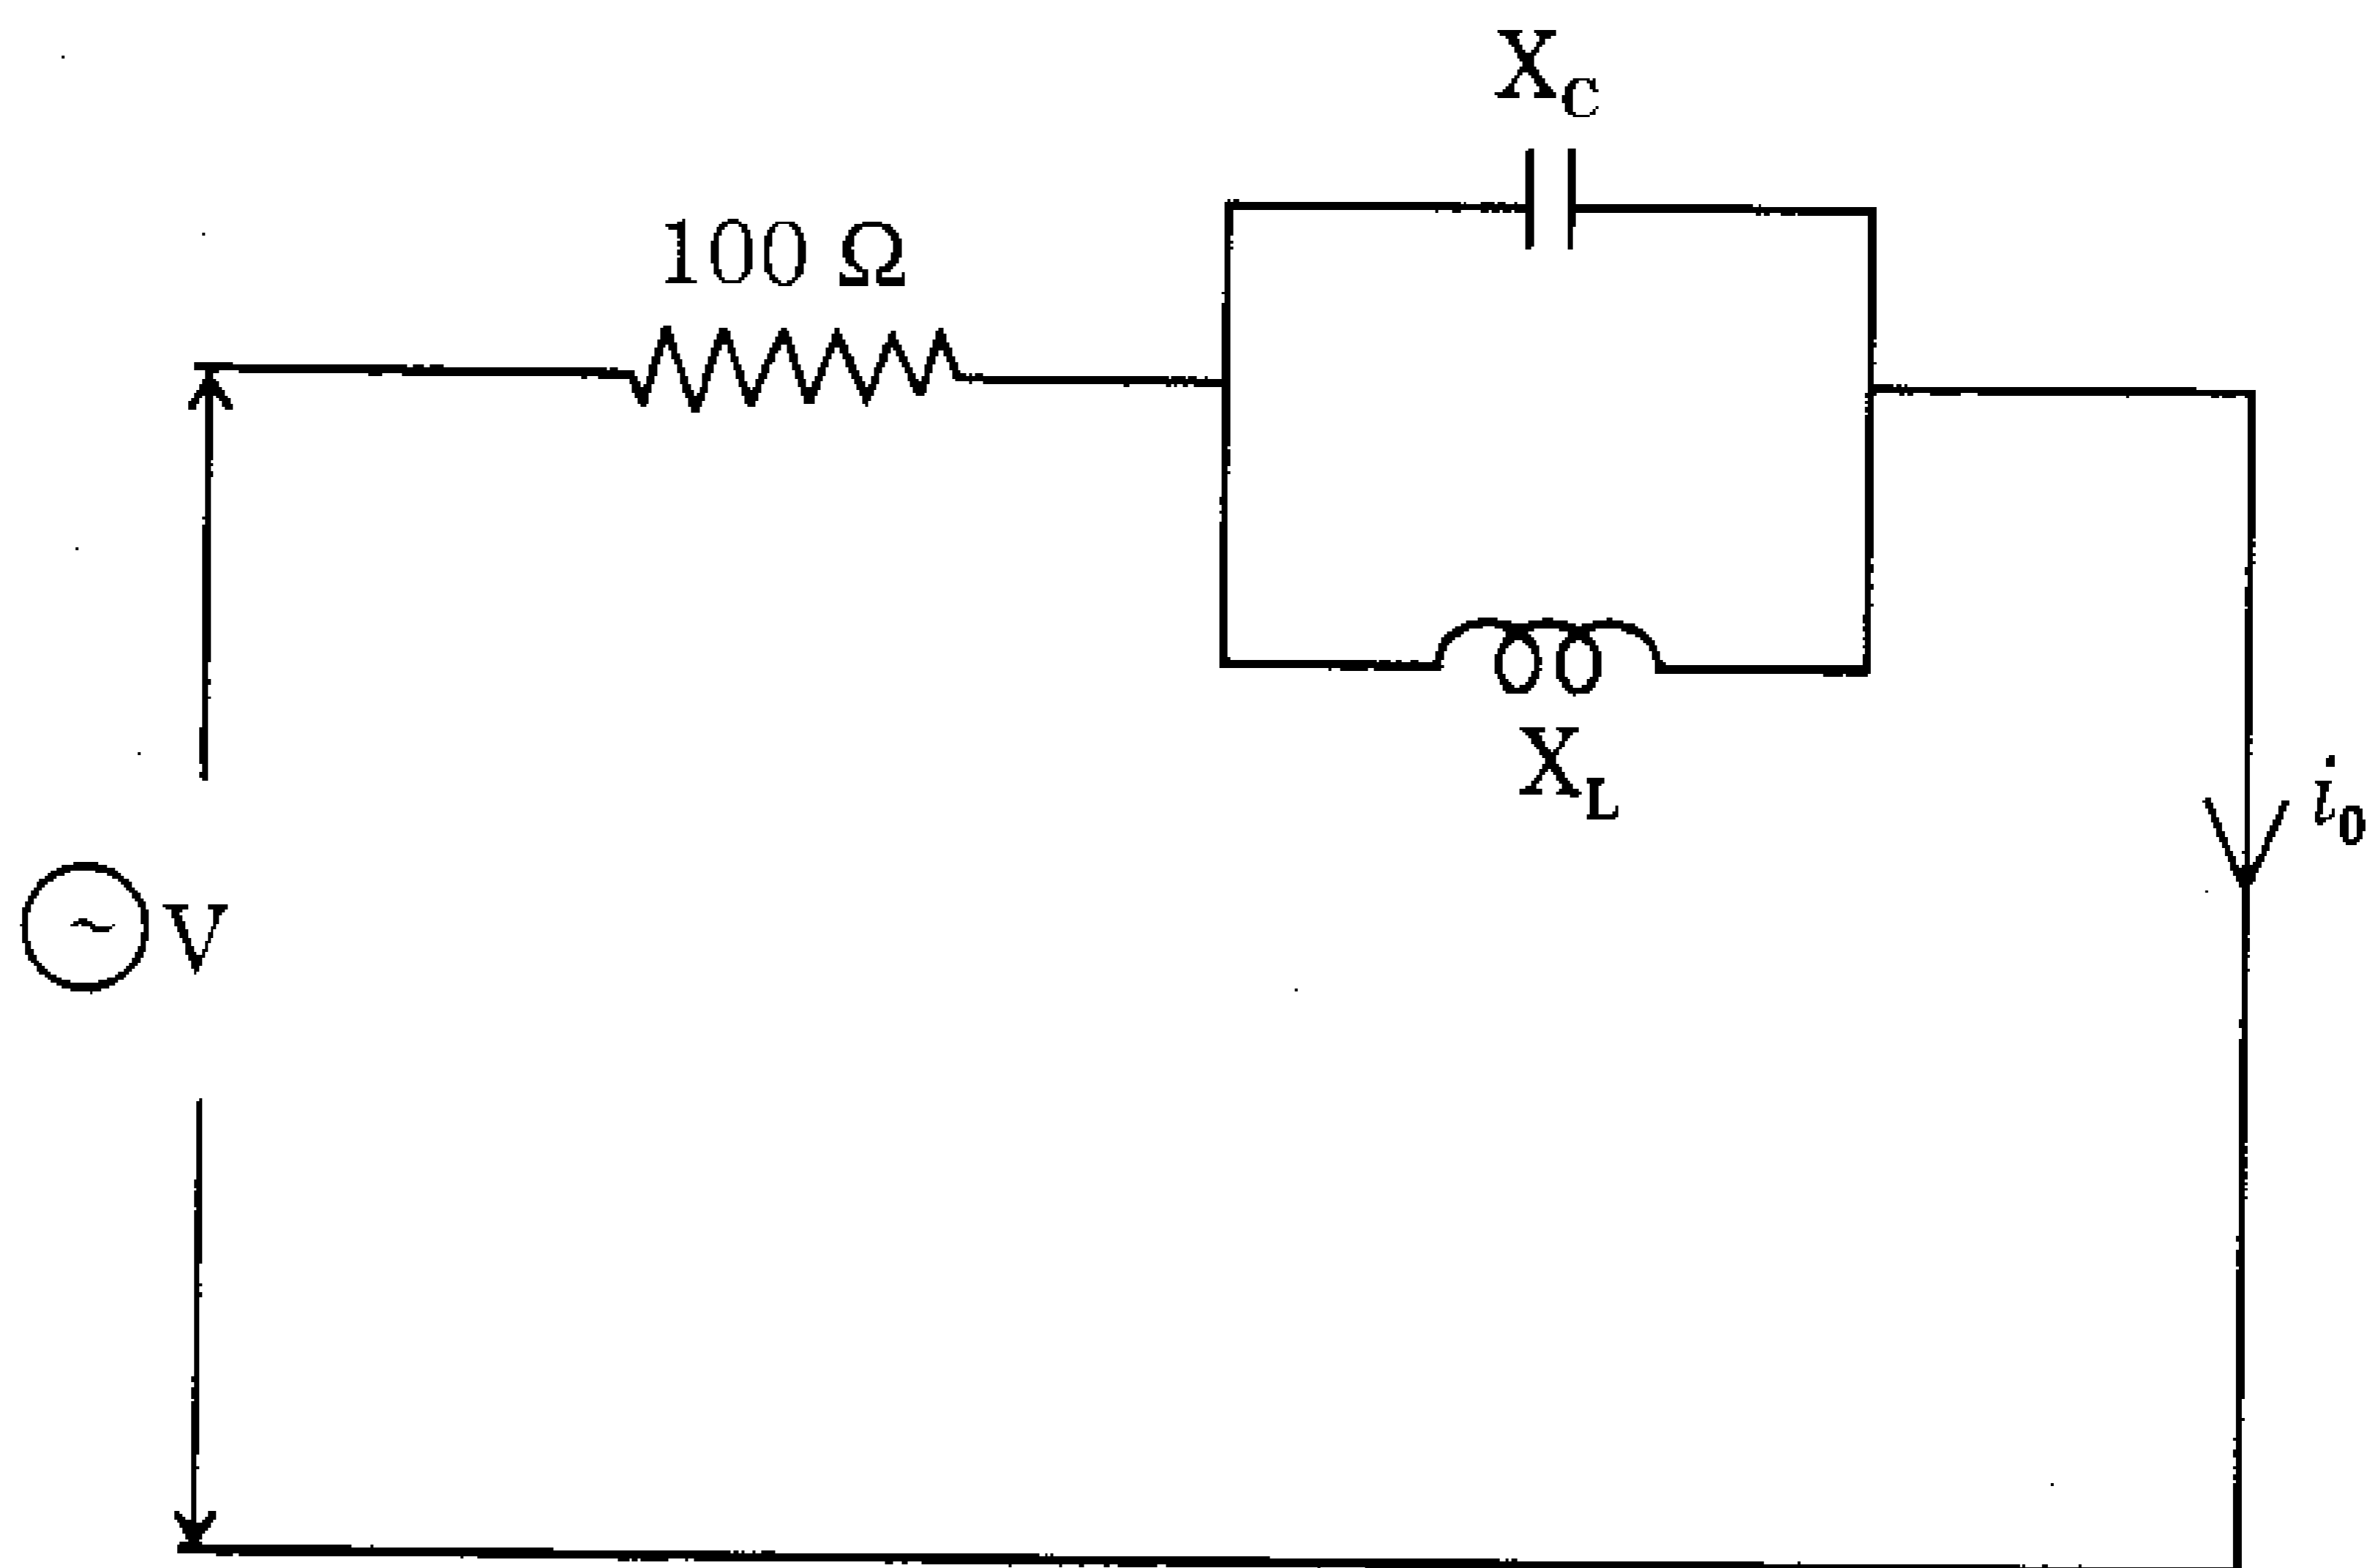 X_C
100 Ω
X_L
~ V
i_0